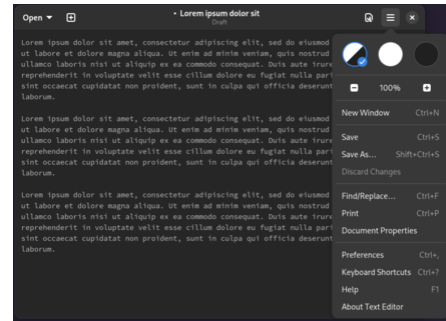 Open
• Lorem ipsum dolor sit
Draft
Lorem ipsum dolor sit amet, consectetur adipiscing elit, sed do eiusmod
ut labore et dolore magna aliqua. Ut enim ad minim veniam, quis nostrud
ullamco laboris nisi ut aliquip ex ea commodo consequat. Duis aute irure
reprehenderit in voluptate velit esse cillum dolore eu fugiat nulla pari
sint occaecat cupidatat non proident, sunt in culpa qui officia deserunt
laborum.
Lorem ipsum dolor sit amet, consectetur adipiscing elit, sed do eiusmod
ut labore et dolore magna aliqua. Ut enim ad minim veniam, quis nostrud
ullamco laboris nisi ut aliquip ex ea commodo consequat. Duis aute irure
reprehenderit in voluptate velit esse cillum dolore eu fugiat nulla pari
sint occaecat cupidatat non proident, sunt in culpa qui officia deserunt
laborum.
Lorem ipsum dolor sit amet, consectetur adipiscing elit, sed do eiusmod
ut labore et dolore magna aliqua. Ut enim ad minim veniam, quis nostrud
ullamco laboris nisi ut aliquip ex ea commodo consequat. Duis aute irure
reprehenderit in voluptate velit esse cillum dolore eu fugiat nulla pari
sint occaecat cupidatat non proident, sunt in culpa qui officia deserunt
laborum.
100%
New Window Ctrl+N
Save Ctrl+S
Save As... Shift+Ctrl+S
Discard Changes
Find/Replace... Ctrl+F
Print Ctrl+P
Document Properties
Preferences Ctrl+,
Keyboard Shortcuts Ctrl+?
Help F1
About Text Editor